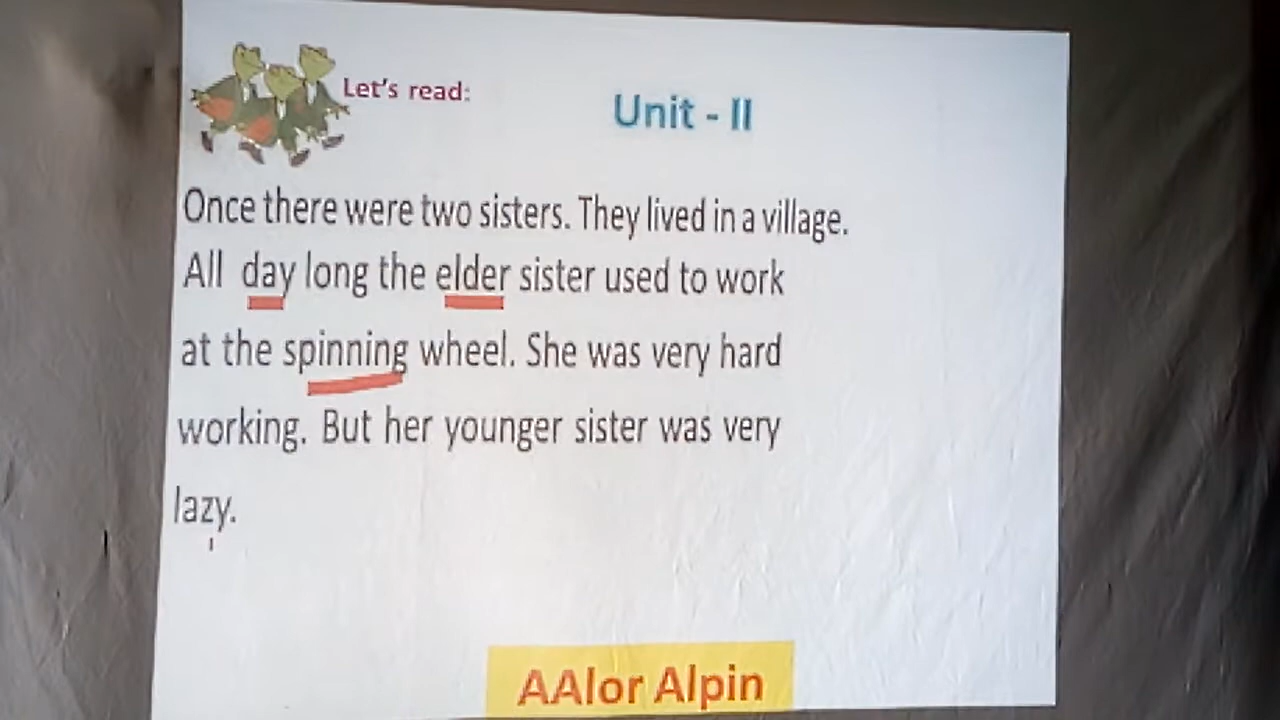 Let's read:
Unit - II
Once there were two sisters. They lived in a village.
All day long the elder sister used to work
at the spinning wheel. She was very hard
working. But her younger sister was very
lazy.
AAlor Alpin